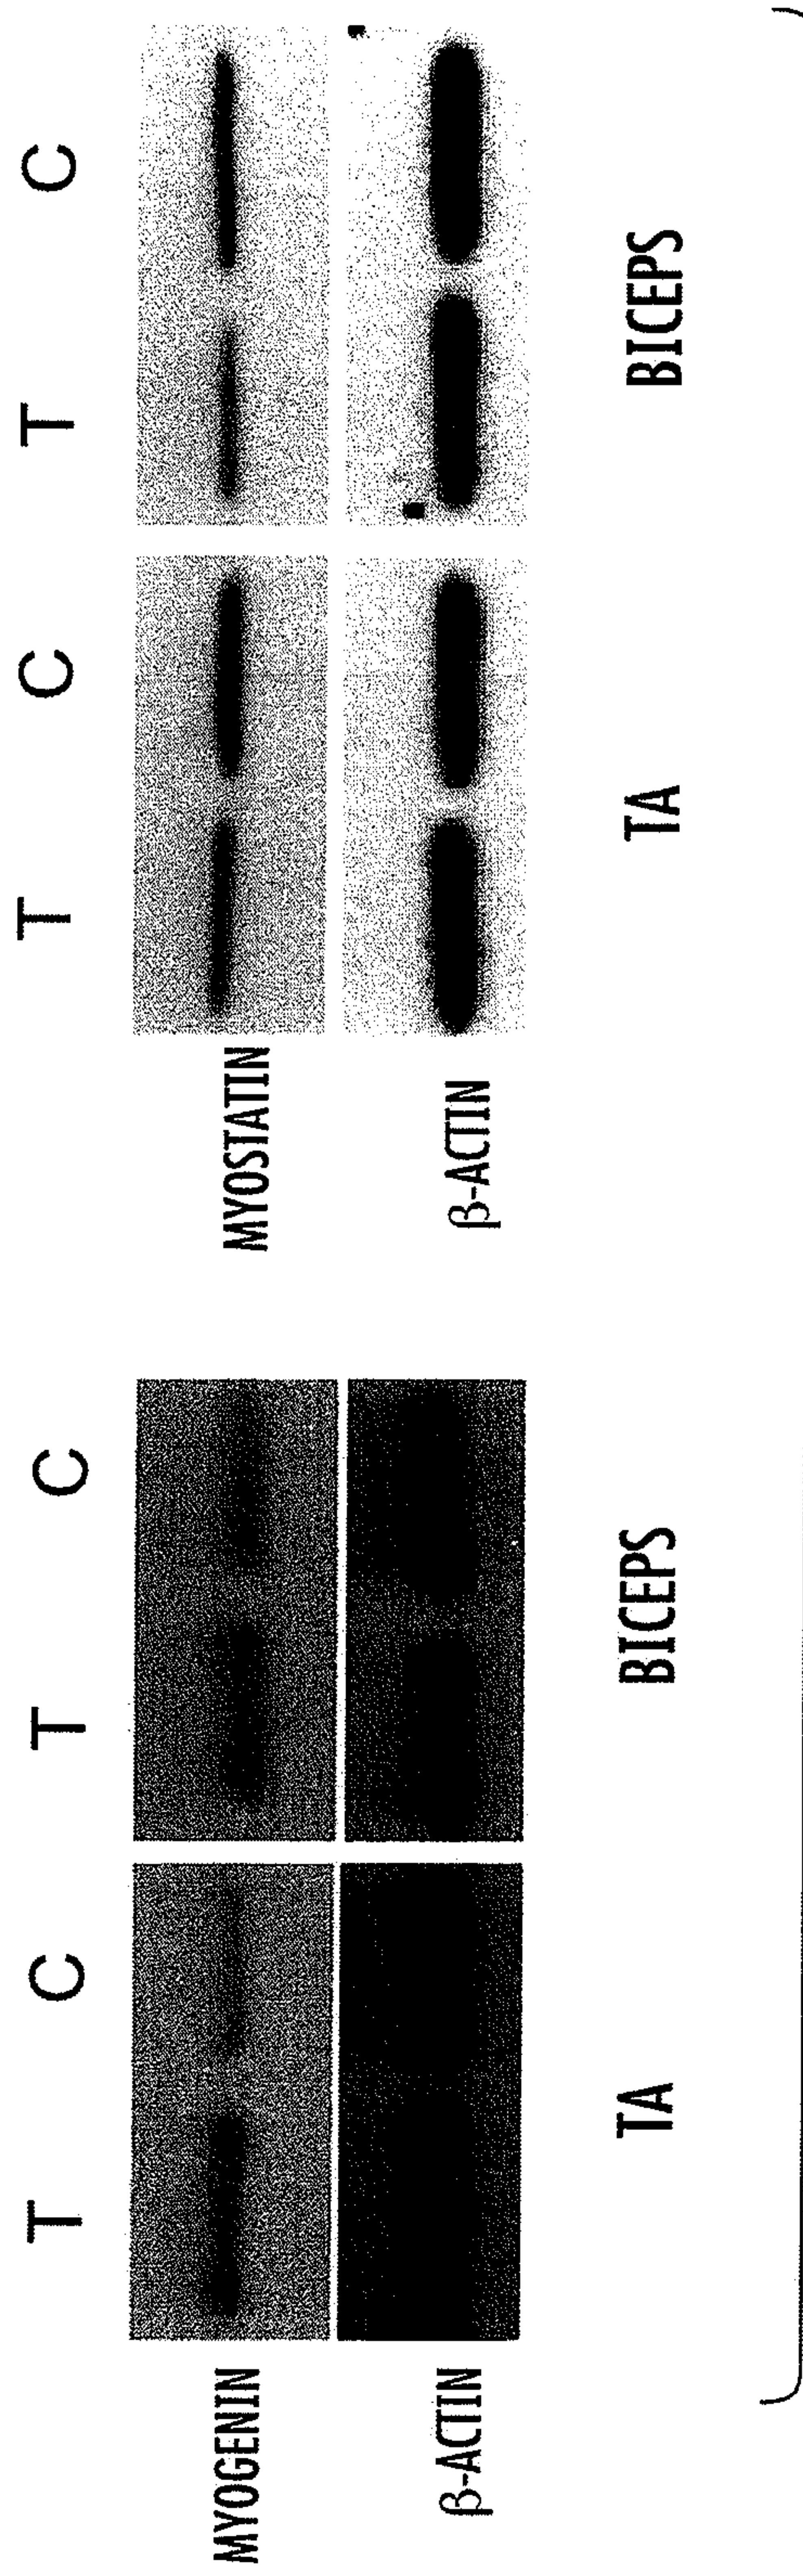 T C T C T C T C
MYOGENIN MYOSTATIN
β-ACTIN β-ACTIN
TA BICEPS TA BICEPS